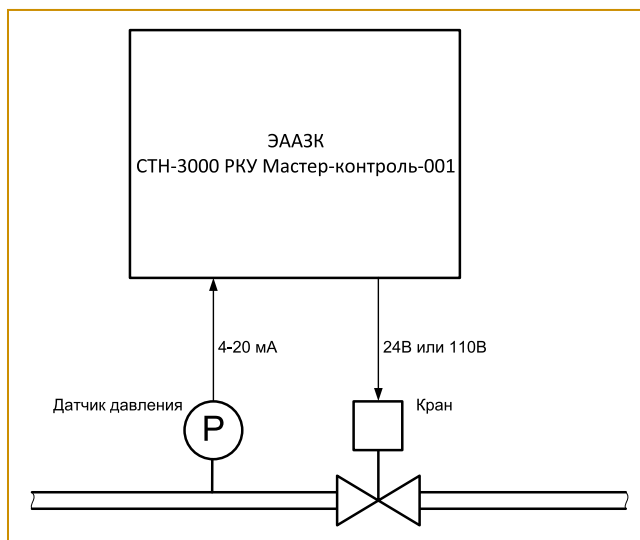 ЭААЗК
СТН-3000 РКУ Мастер-контроль-001
4-20 мА
24В или 110В
Датчик давления
Кран
P